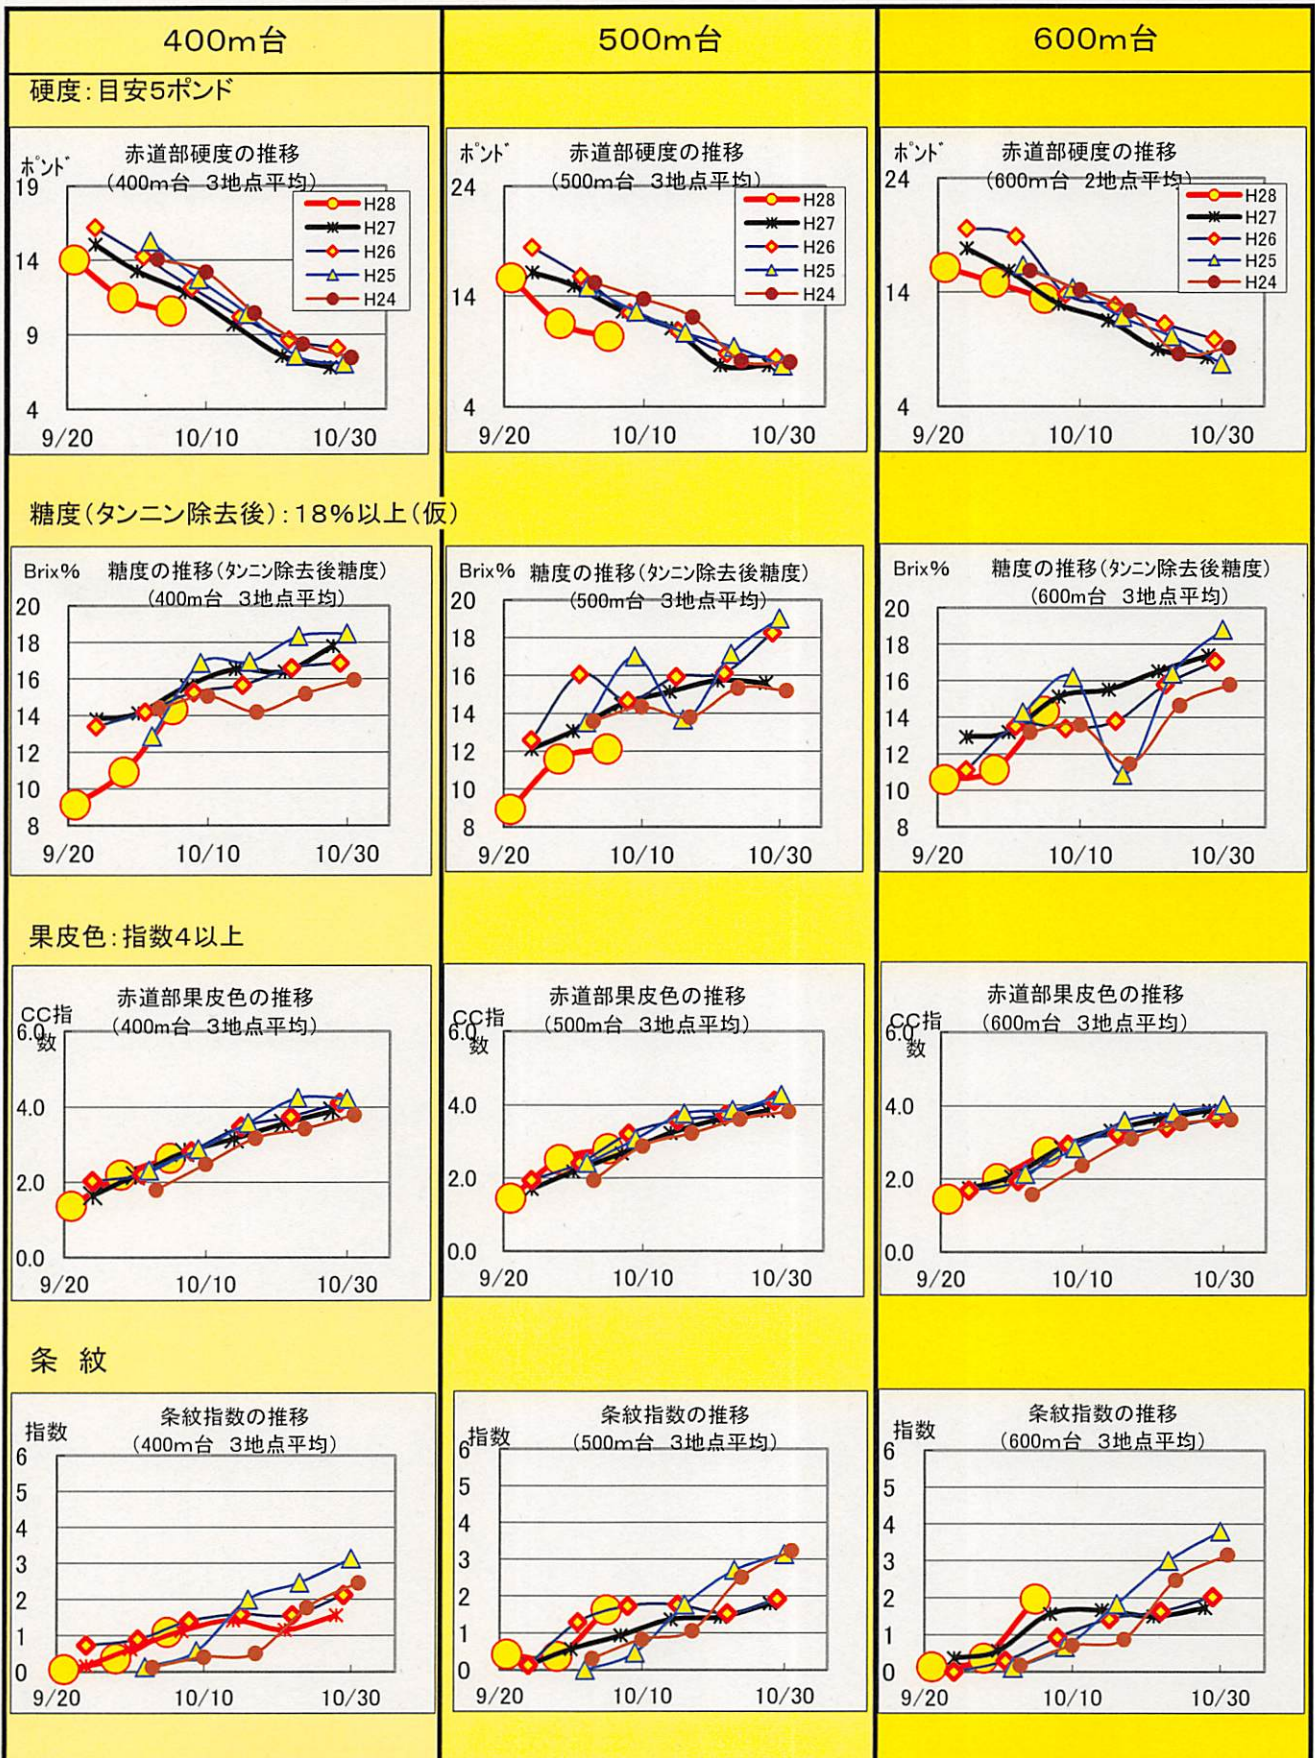 400m台
500m台
600m台
硬度：目安5ポンド
ポンド
赤道部硬度の推移
（400m台　3地点平均）
19
14
9
4
H28
H27
H26
H25
H24
9/20
10/10
10/30
ポンド
赤道部硬度の推移
（500m台　3地点平均）
24
14
4
H28
H27
H26
H25
H24
9/20
10/10
10/30
ポンド
赤道部硬度の推移
（600m台　2地点平均）
24
14
4
H28
H27
H26
H25
H24
9/20
10/10
10/30
糖度（タンニン除去後）：18%以上（仮）
Brix%
糖度の推移（タンニン除去後糖度）
（400m台　3地点平均）
20
18
16
14
12
10
8
9/20
10/10
10/30
Brix%
糖度の推移（タンニン除去後糖度）
（500m台　3地点平均）
20
18
16
14
12
10
8
9/20
10/10
10/30
Brix%
糖度の推移（タンニン除去後糖度）
（600m台　3地点平均）
20
18
16
14
12
10
8
9/20
10/10
10/30
果皮色：指数4以上
CC指数
赤道部果皮色の推移
（400m台　3地点平均）
6.0
4.0
2.0
0.0
9/20
10/10
10/30
CC指数
赤道部果皮色の推移
（500m台　3地点平均）
6.0
4.0
2.0
0.0
9/20
10/10
10/30
CC指数
赤道部果皮色の推移
（600m台　3地点平均）
6.0
4.0
2.0
0.0
9/20
10/10
10/30
条　紋
指数
条紋指数の推移
（400m台　3地点平均）
6
5
4
3
2
1
0
9/20
10/10
10/30
指数
条紋指数の推移
（500m台　3地点平均）
6
5
4
3
2
1
0
9/20
10/10
10/30
指数
条紋指数の推移
（600m台　3地点平均）
6
5
4
3
2
1
0
9/20
10/10
10/30